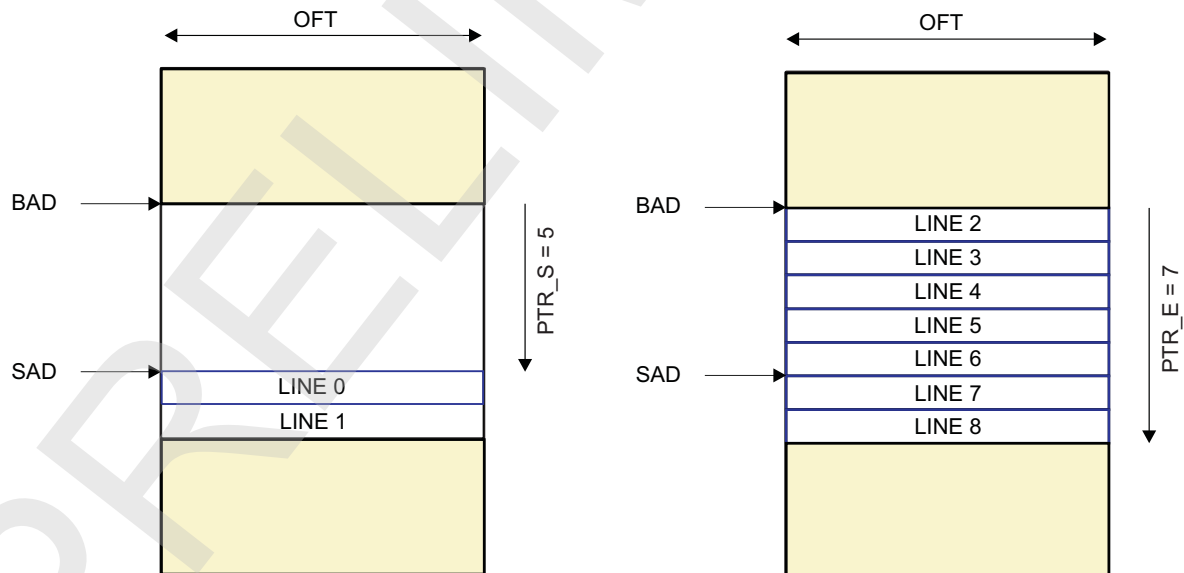 OFT
BAD
PTR_S = 5
SAD
LINE 0
LINE 1
OFT
BAD
LINE 2
LINE 3
LINE 4
LINE 5
LINE 6
SAD
LINE 7
LINE 8
PTR_E = 7